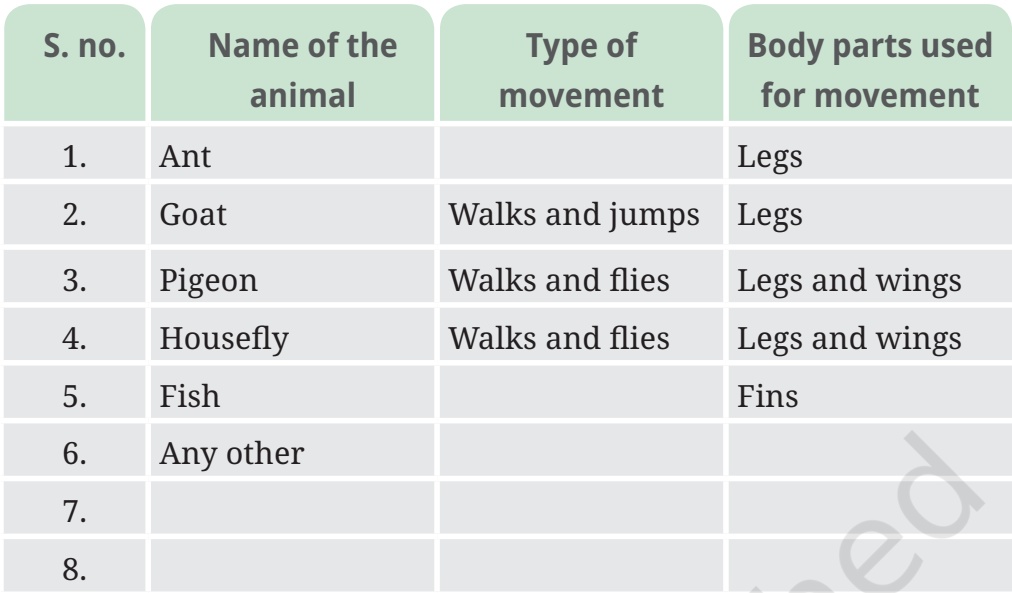 S. no. Name of the animal Type of movement Body parts used for movement
1. Ant Legs
2. Goat Walks and jumps Legs
3. Pigeon Walks and flies Legs and wings
4. Housefly Walks and flies Legs and wings
5. Fish Fins
6. Any other
7.
8.